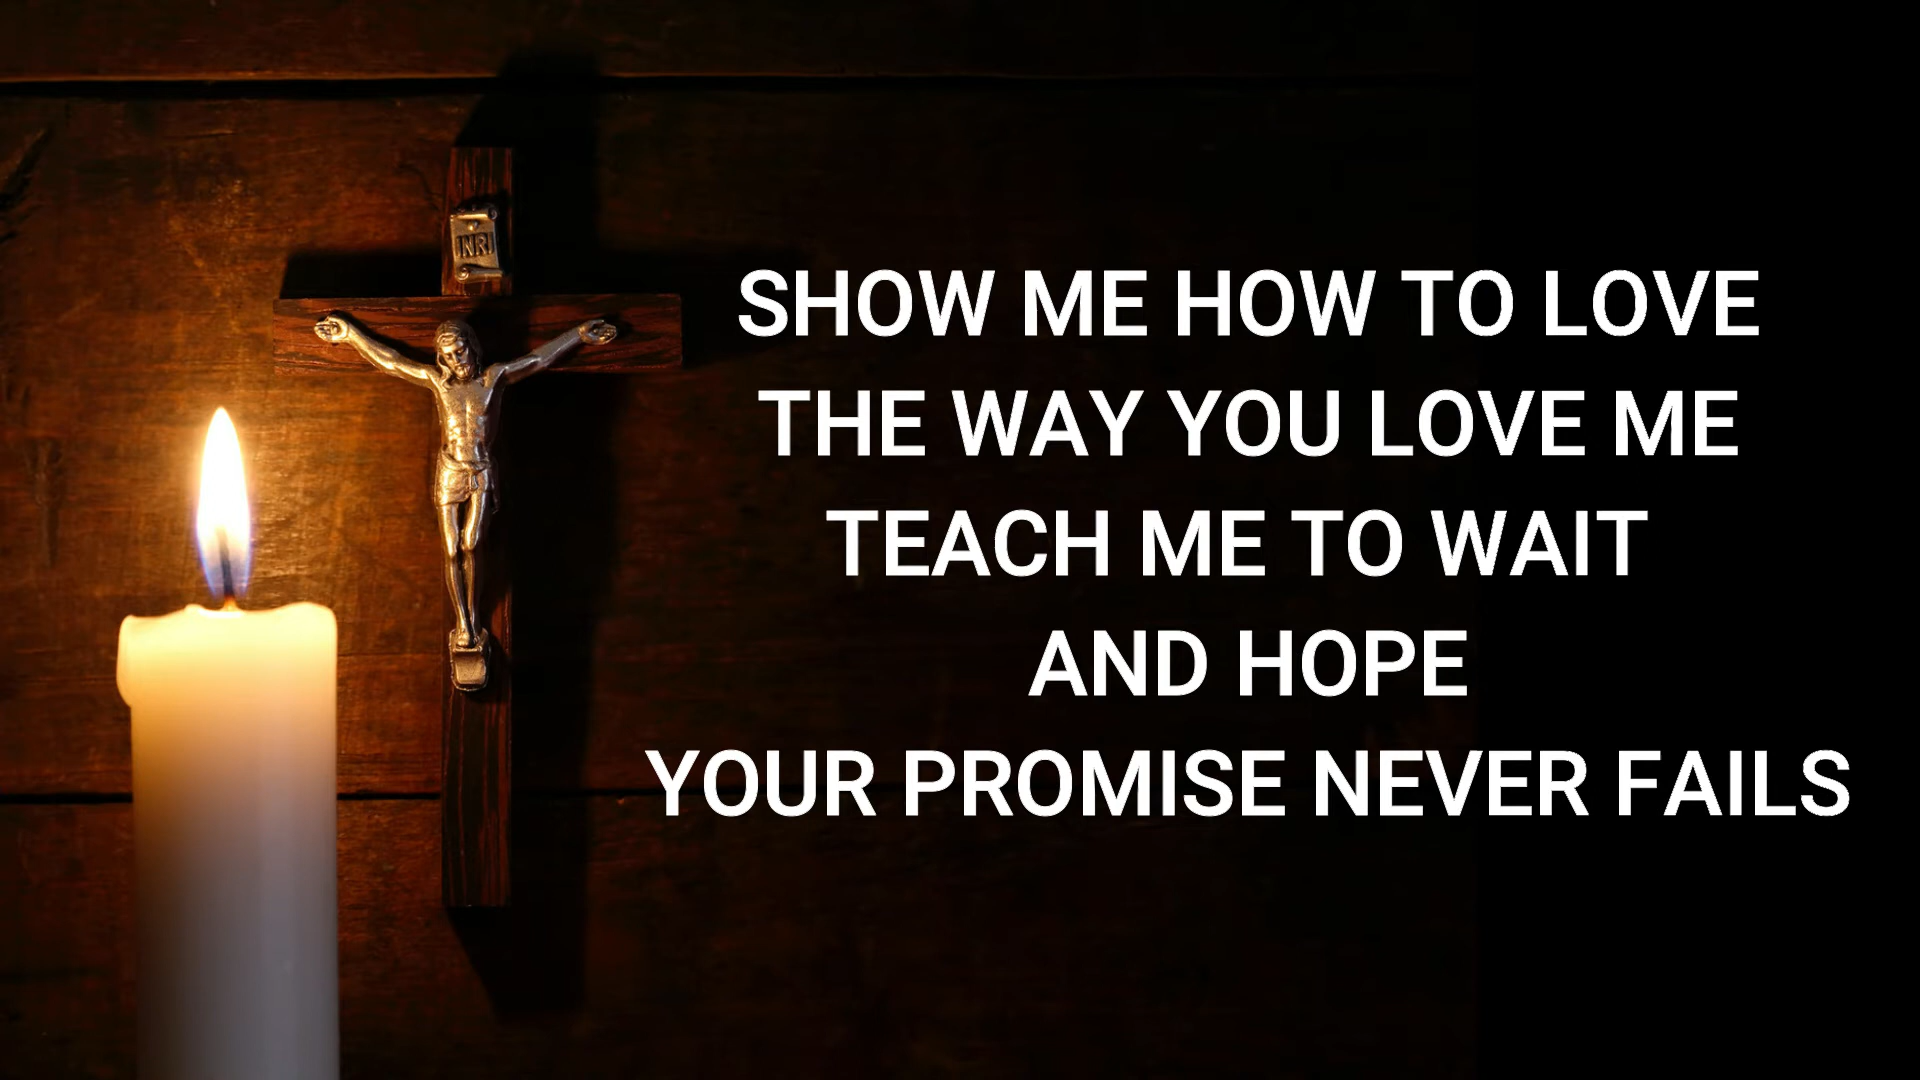 INRI
SHOW ME HOW TO LOVE
THE WAY YOU LOVE ME
TEACH ME TO WAIT
AND HOPE
YOUR PROMISE NEVER FAILS